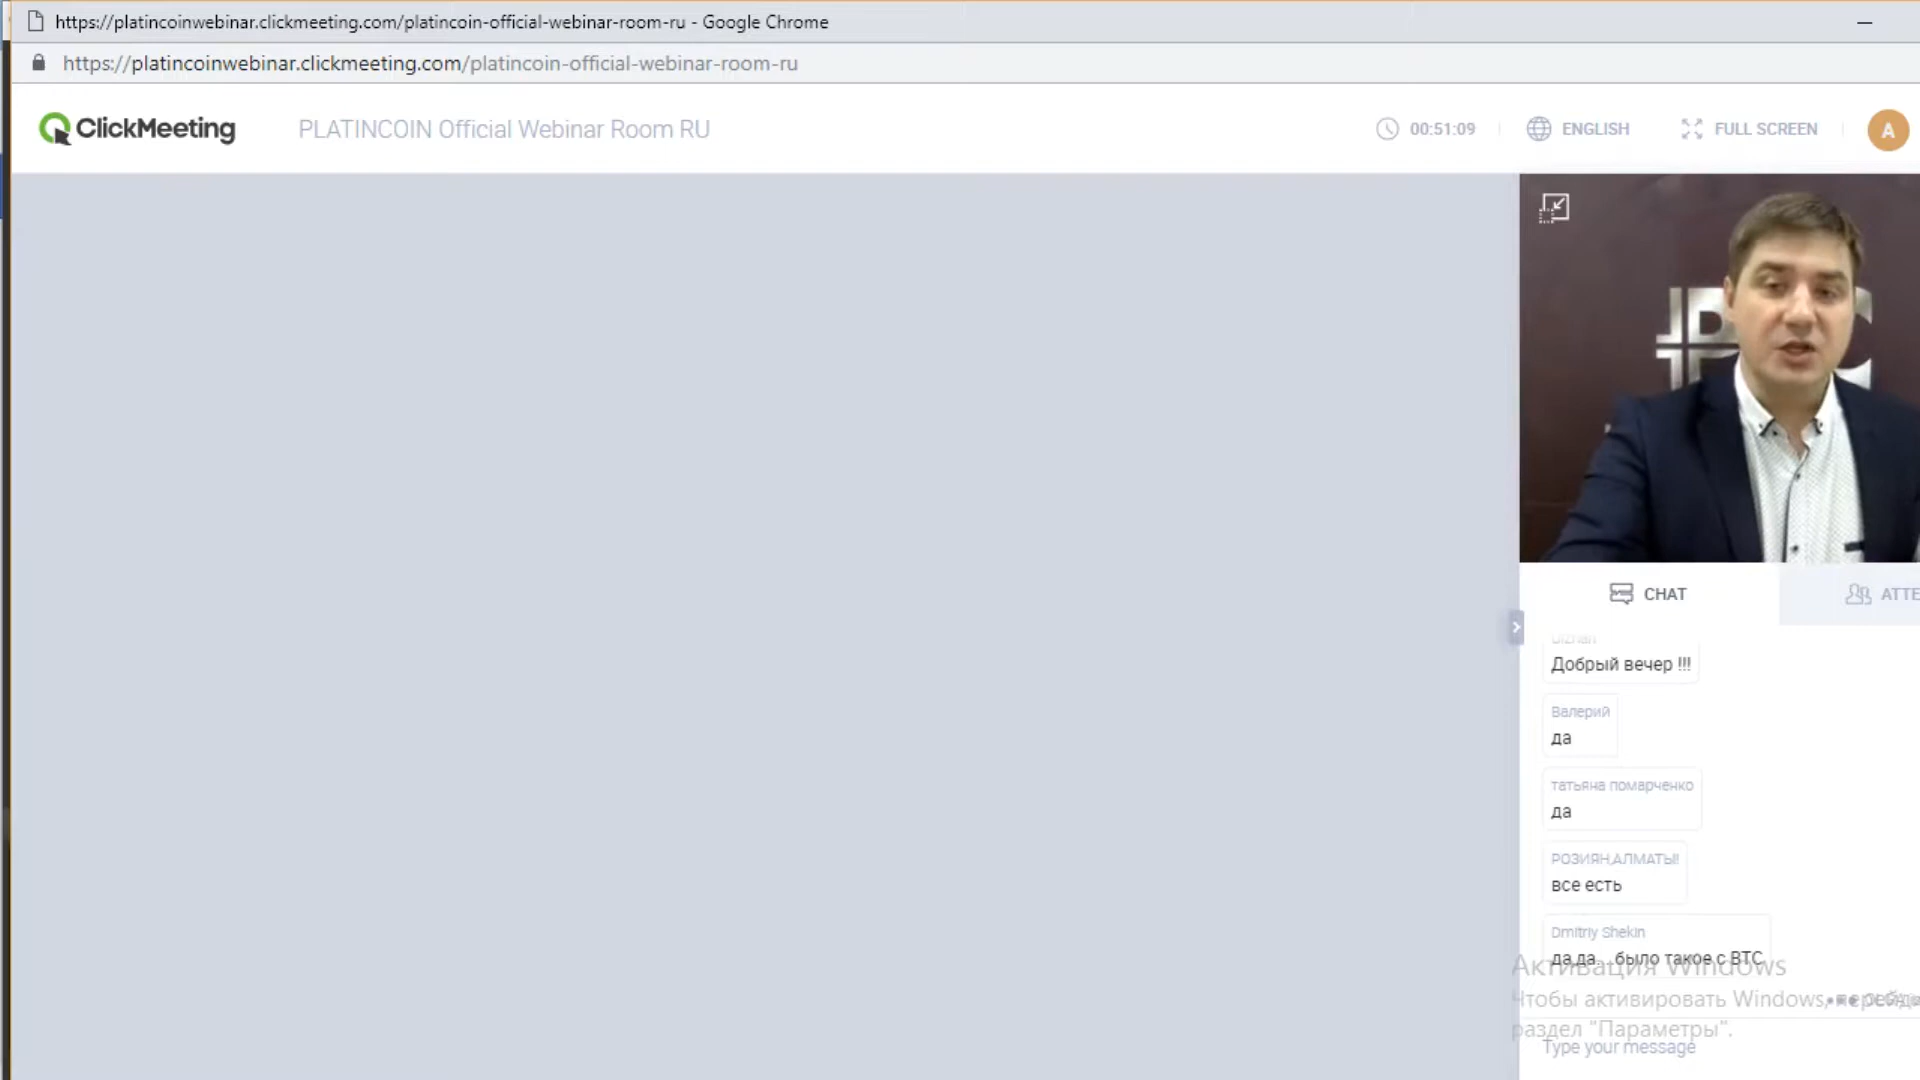 https://platincoinwebinar.clickmeeting.com/platincoin-official-webinar-room-ru - Google Chrome
https://platincoinwebinar.clickmeeting.com/platincoin-official-webinar-room-ru
ClickMeeting
PLATINCOIN Official Webinar Room RU
00:51:09
ENGLISH
FULL SCREEN
A
CHAT
ATTE
Добрый вечер !!!
Валерий
да
татьяна помарченко
да
РОЗИЯН,АЛМАТЫ!
все есть
Dmitriy Shekin
да,да.. было такое с ВТС
Активация Windows
Чтобы активировать Windows,
раздел "Параметры".
Type your message